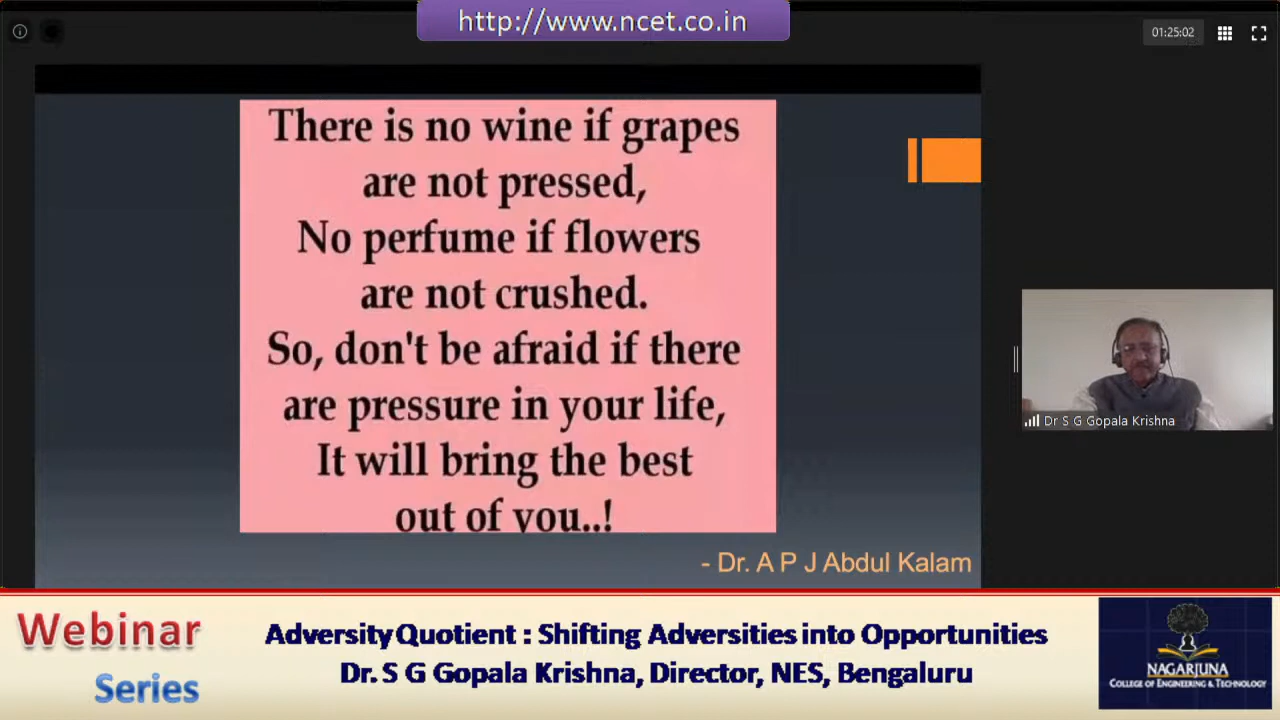 http://www.ncet.co.in
01:25:02
There is no wine if grapes
are not pressed,
No perfume if flowers
are not crushed.
So, don't be afraid if there
are pressure in your life,
It will bring the best
out of you..!
- Dr. A P J Abdul Kalam
Dr S G Gopala Krishna
Webinar
Series
Adversity Quotient : Shifting Adversities into Opportunities
Dr. S G Gopala Krishna, Director, NES, Bengaluru
NAGARJUNA
COLLEGE OF ENGINEERING & TECHNOLOGY